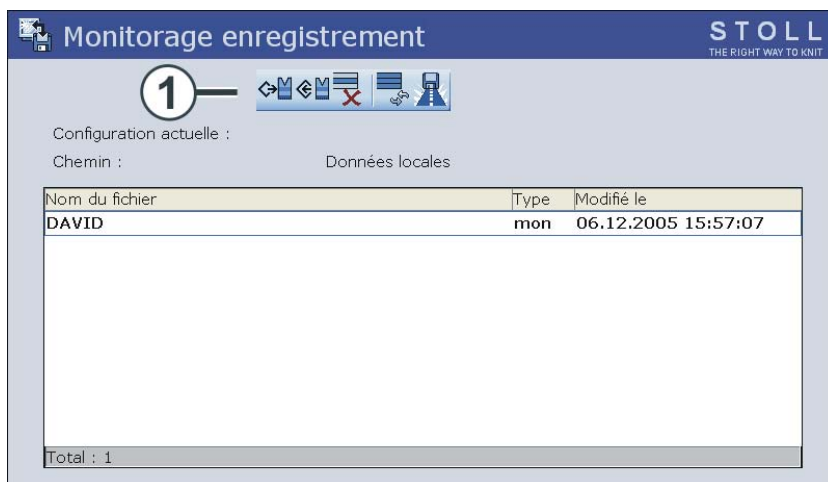 Monitorage enregistrement
STOLL
THE RIGHT WAY TO KNIT
1
Configuration actuelle :
Chemin : Données locales
Nom du fichier Type Modifié le
DAVID mon 06.12.2005 15:57:07
Total : 1